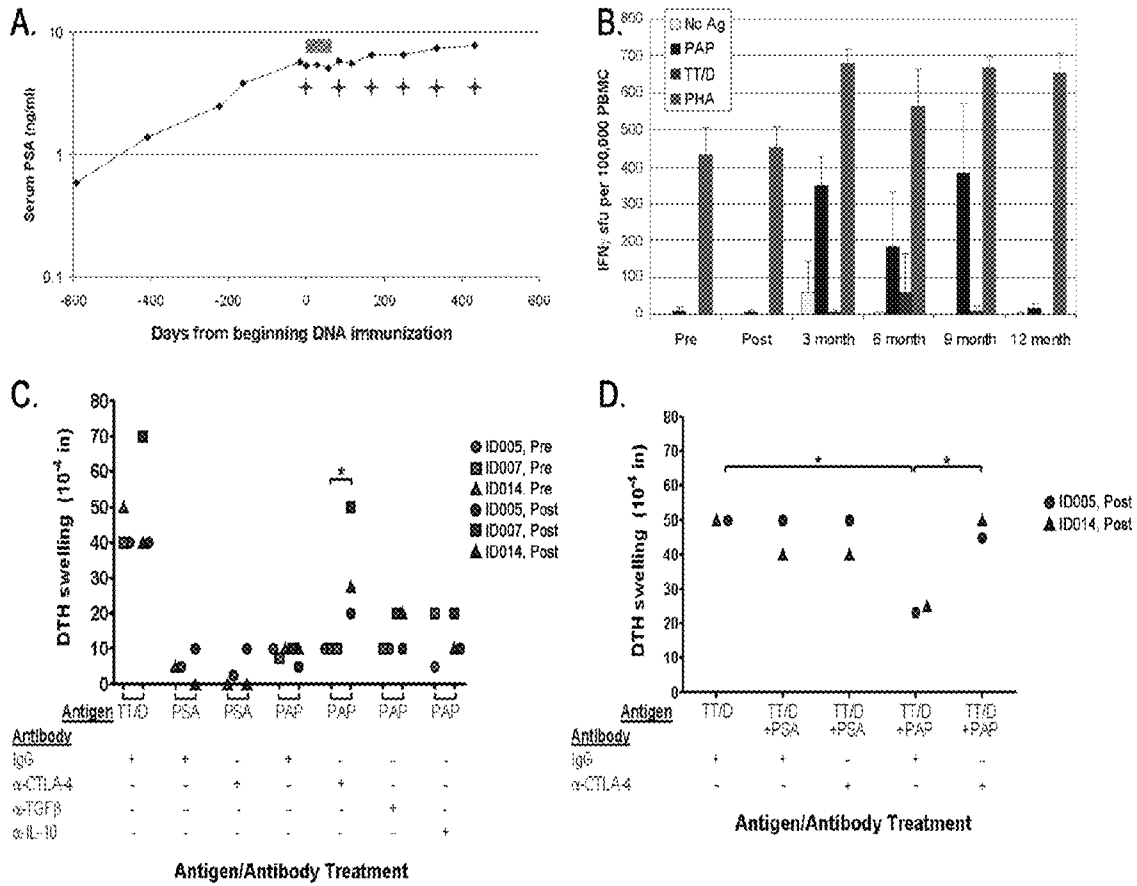 A.
10
1
0.1
Serum PSA (ng/ml)
-600 -400 -200 0 200 400 600
Days from beginning DNA immunization
B.
800
700
600
500
400
300
200
100
0
IFNγ sfu per 100,000 PBMC
No Ag
PAP
TT/D
PHA
Pre Post 3 month 6 month 9 month 12 month
C.
80
70
60
50
40
30
20
10
0
DTH swelling (10⁻⁴ in)
*
ID005, Pre
ID007, Pre
ID014, Pre
ID005, Post
ID007, Post
ID014, Post
Antigen TT/D PSA PSA PAP PAP PAP PAP
Antibody
IgG + + - + - - -
α-CTLA-4 - - + - + - -
α-TGFβ - - - - - + -
α-IL-10 - - - - - - +
Antigen/Antibody Treatment
D.
80
70
60
50
40
30
20
10
0
DTH swelling (10⁻⁴ in)
* *
ID005, Post
ID014, Post
Antigen TT/D TT/D TT/D TT/D TT/D
+PSA +PSA +PAP +PAP
Antibody
IgG + + - + -
α-CTLA-4 - - + - +
Antigen/Antibody Treatment